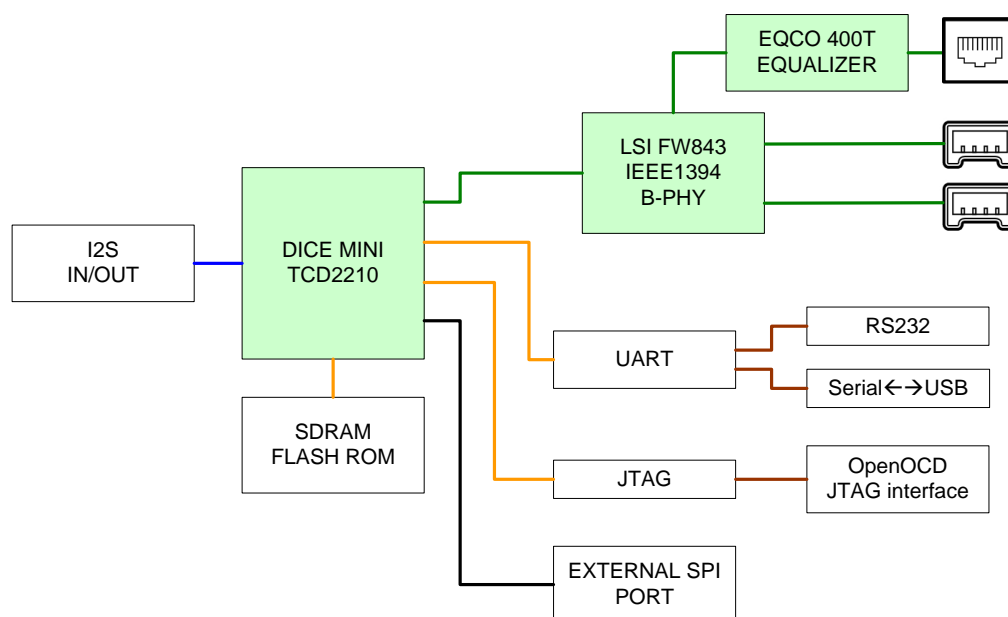 EQCO 400T
EQUALIZER
LSI FW843
IEEE1394
B-PHY
DICE MINI
TCD2210
I2S
IN/OUT
SDRAM
FLASH ROM
UART
RS232
Serial←→USB
JTAG
OpenOCD
JTAG interface
EXTERNAL SPI
PORT